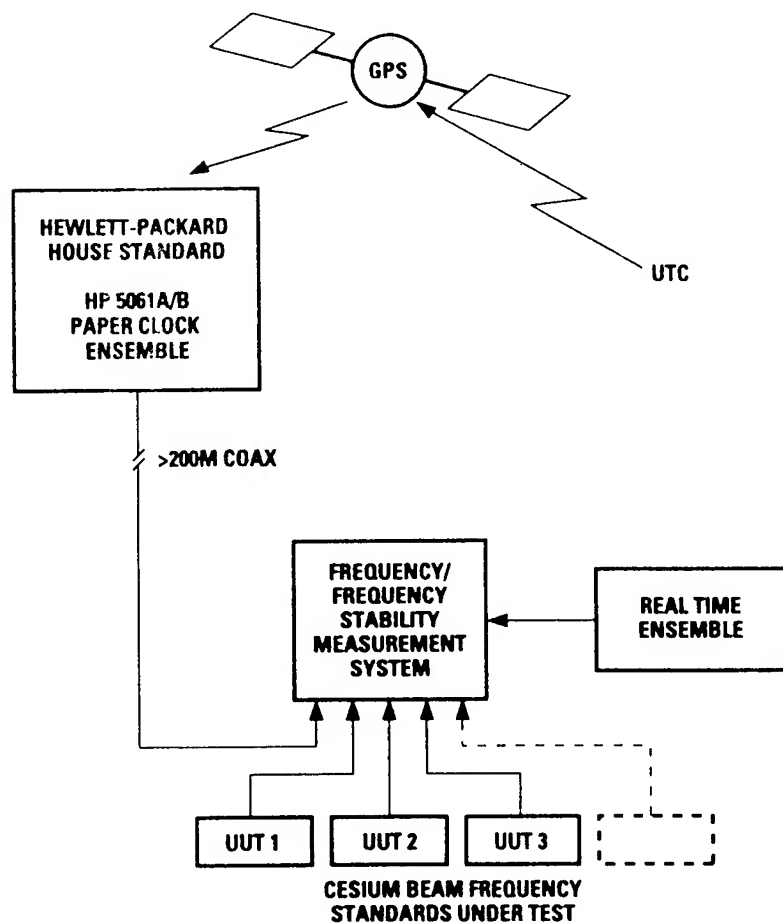 GPS
HEWLETT-PACKARD
HOUSE STANDARD
HP 5061A/B
PAPER CLOCK
ENSEMBLE
UTC
>200M COAX
FREQUENCY/
FREQUENCY
STABILITY
MEASUREMENT
SYSTEM
REAL TIME
ENSEMBLE
UUT 1
UUT 2
UUT 3
CESIUM BEAM FREQUENCY
STANDARDS UNDER TEST